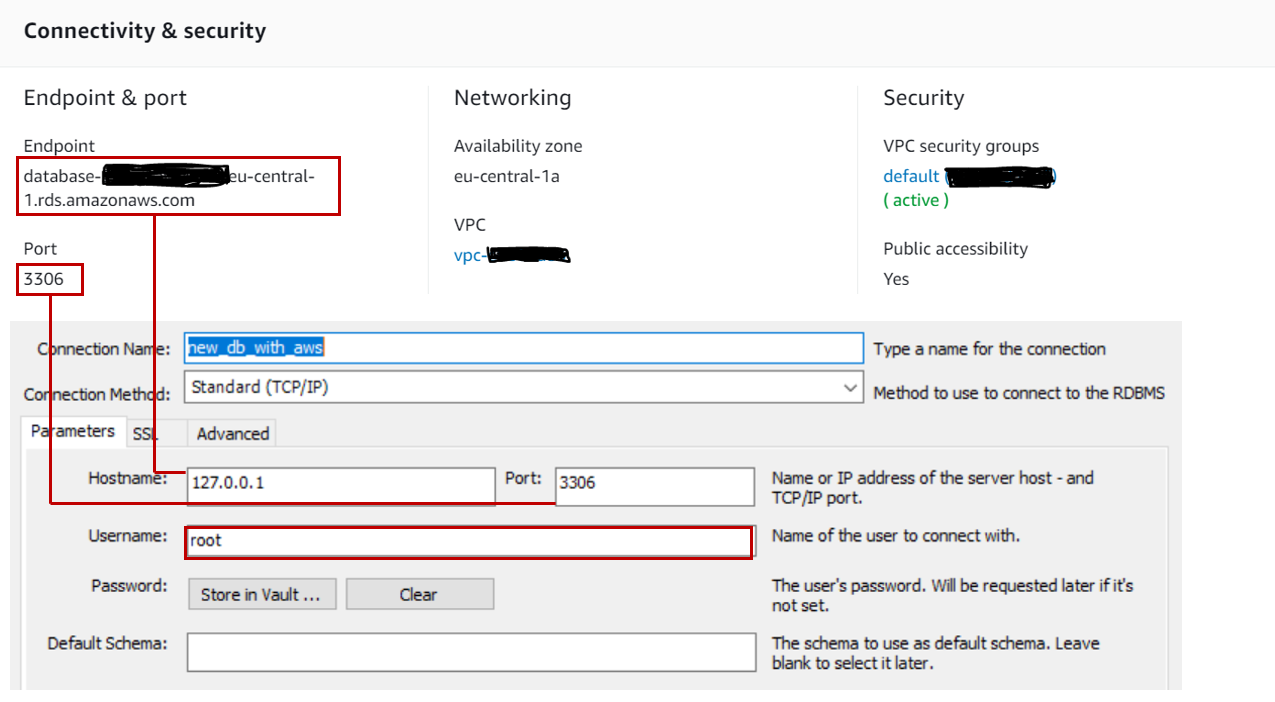 Connectivity & security
Endpoint & port
Endpoint
database-
eu-central-
1.rds.amazonaws.com
Port
3306
Networking
Availability zone
eu-central-1a
VPC
vpc-
Security
VPC security groups
default (
)
( active )
Public accessibility
Yes
Connection Name: new_db_with_aws Type a name for the connection
Connection Method: Standard (TCP/IP) Method to use to connect to the RDBMS
Parameters SSL Advanced
Hostname: 127.0.0.1 Port: 3306 Name or IP address of the server host - and
TCP/IP port.
Username: root Name of the user to connect with.
Password: Store in Vault ... Clear The user's password. Will be requested later if it's
not set.
Default Schema: The schema to use as default schema. Leave
blank to select it later.